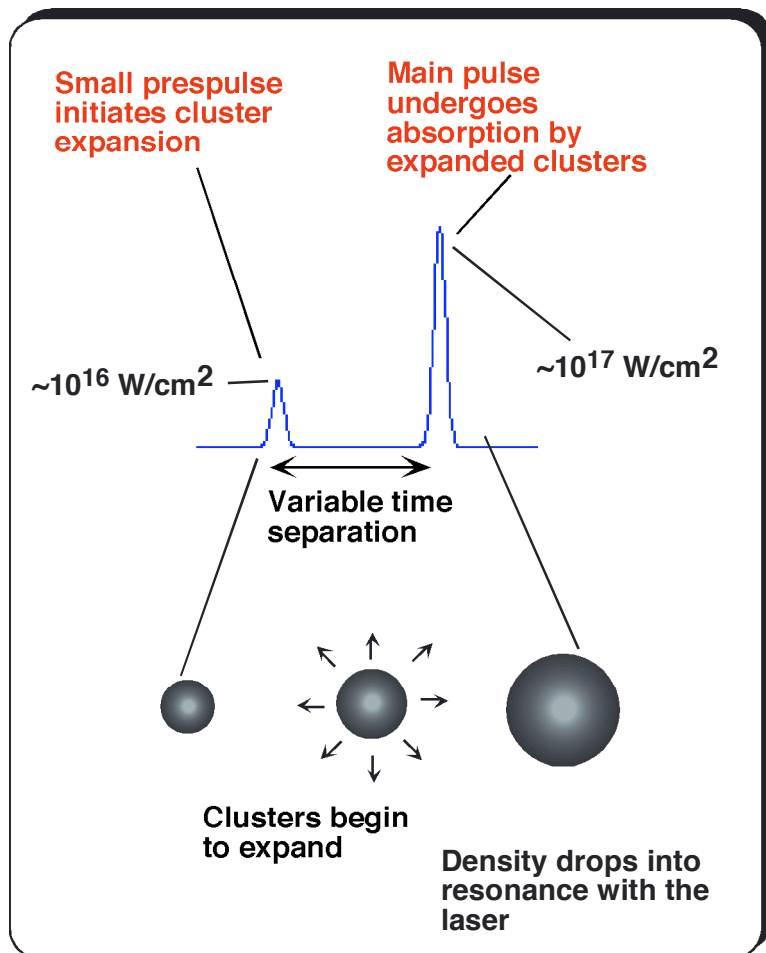 Small prespulse
initiates cluster
expansion
Main pulse
undergoes
absorption by
expanded clusters
~10¹⁶ W/cm²
~10¹⁷ W/cm²
Variable time
separation
Clusters begin
to expand
Density drops into
resonance with the
laser